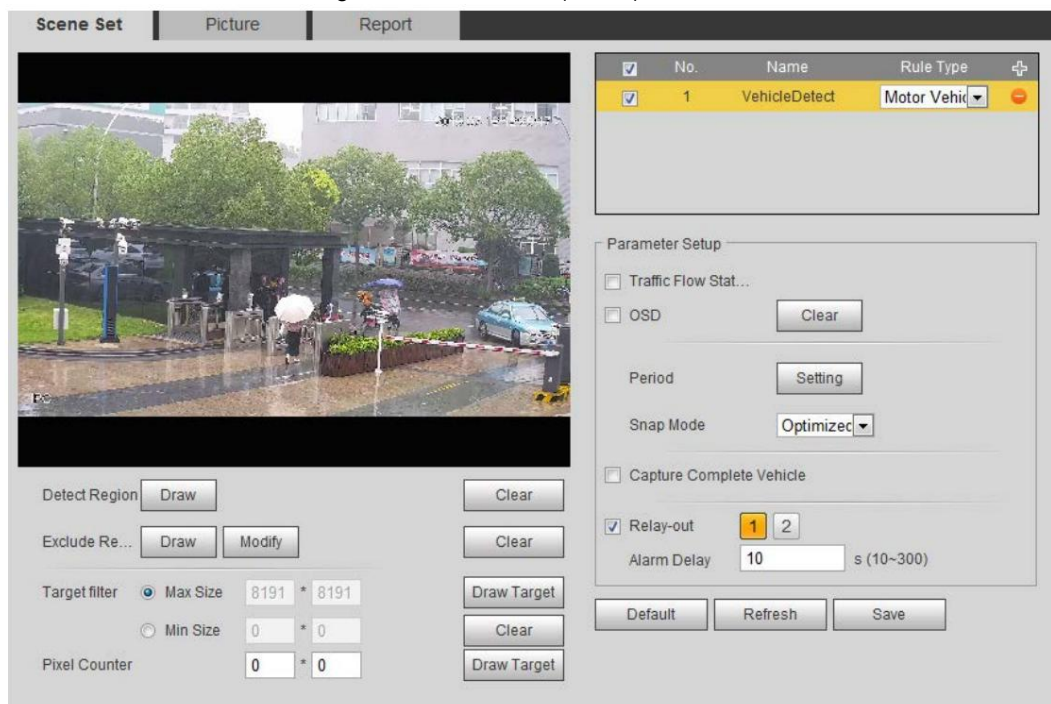 Scene Set Picture Report
No. Name Rule Type
1 VehicleDetect Motor Vehic
Parameter Setup
Traffic Flow Stat...
OSD Clear
Period Setting
Snap Mode Optimizec
Capture Complete Vehicle
Relay-out 1 2
Alarm Delay 10 s (10~300)
Default Refresh Save
Detect Region Draw Clear
Exclude Re... Draw Modify Clear
Target filter Max Size 8191 * 8191 Draw Target
Min Size 0 * 0 Clear
Pixel Counter 0 * 0 Draw Target